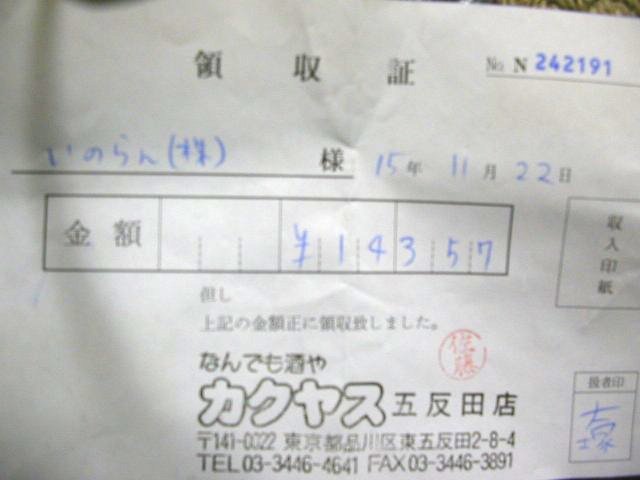 領収証 No N 242191
いのらん(株) 様 15年 11月 22日
金額 ¥14357
収入印紙
但し
上記の金額正に領収致しました。
佐藤
なんでも酒や
カクヤス 五反田店
〒141-0022 東京都品川区東五反田2-8-4
TEL03-3446-4641 FAX03-3446-3891
扱者印